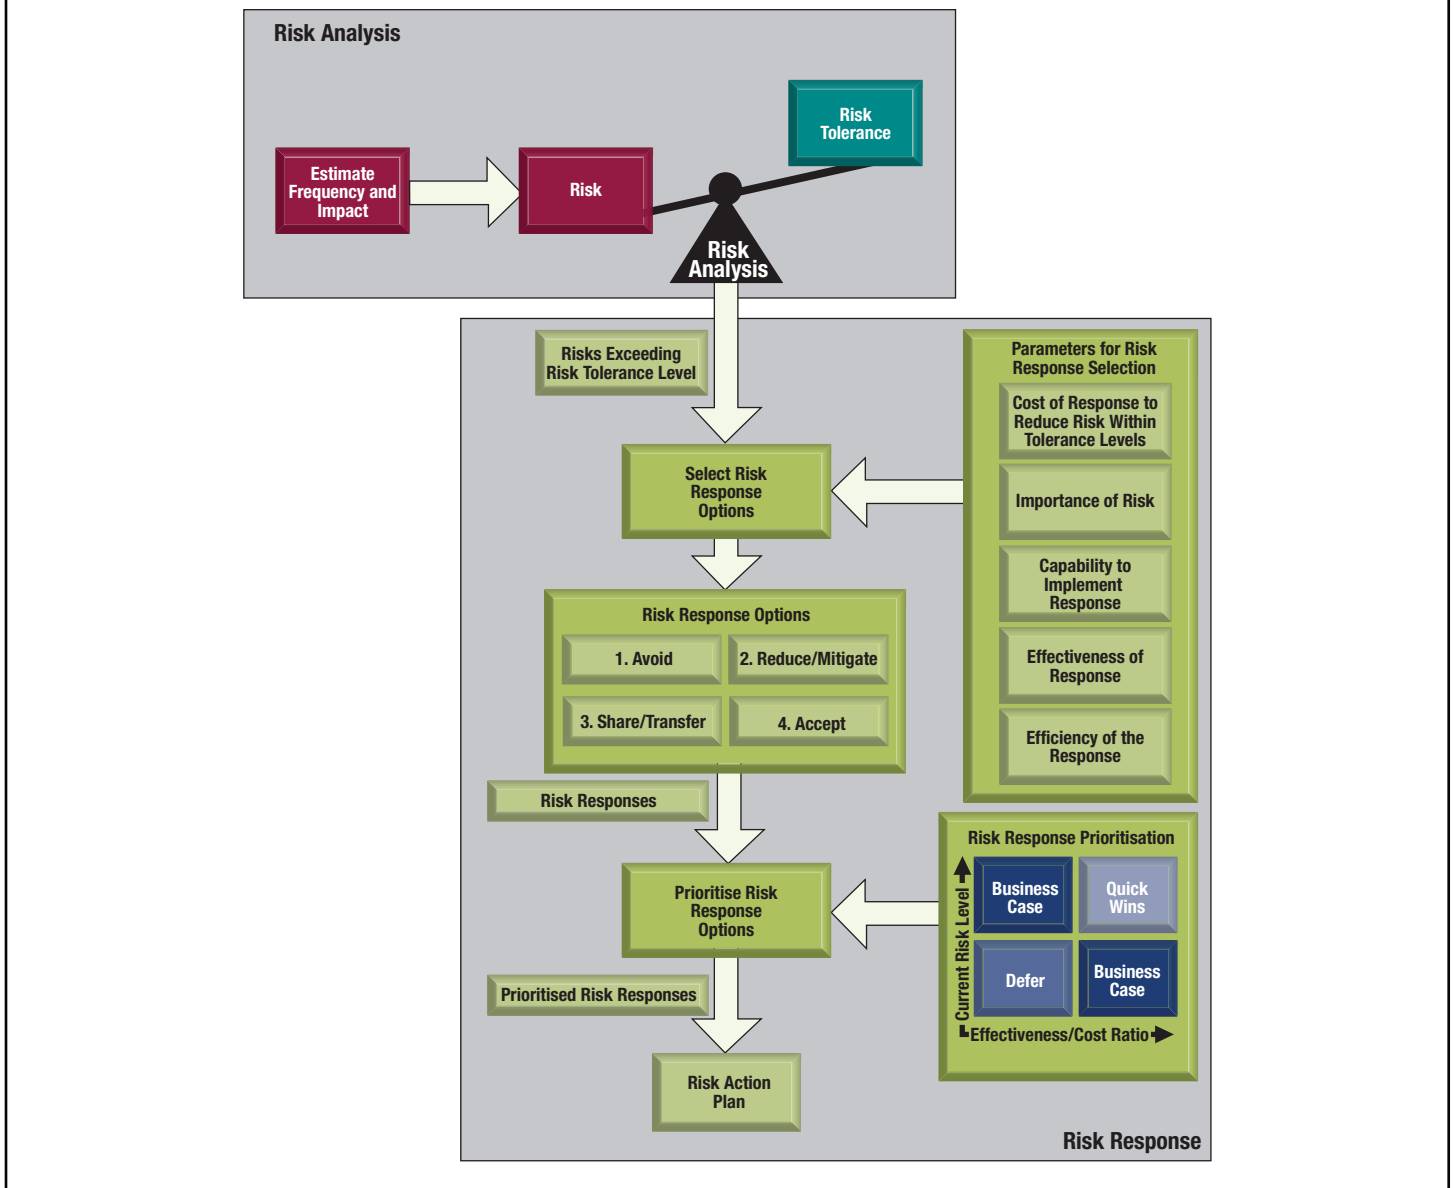 Risk Analysis
Risk
Tolerance
Estimate
Frequency and
Impact
Risk
Risk
Analysis
Risks Exceeding
Risk Tolerance Level
Parameters for Risk
Response Selection
Cost of Response to
Reduce Risk Within
Tolerance Levels
Importance of Risk
Capability to
Implement
Response
Effectiveness of
Response
Efficiency of the
Response
Select Risk
Response
Options
Risk Response Options
1. Avoid
2. Reduce/Mitigate
3. Share/Transfer
4. Accept
Risk Responses
Prioritise Risk
Response
Options
Risk Response Prioritisation
Current Risk Level
Business
Case
Quick
Wins
Defer
Business
Case
Effectiveness/Cost Ratio
Prioritised Risk Responses
Risk Action
Plan
Risk Response